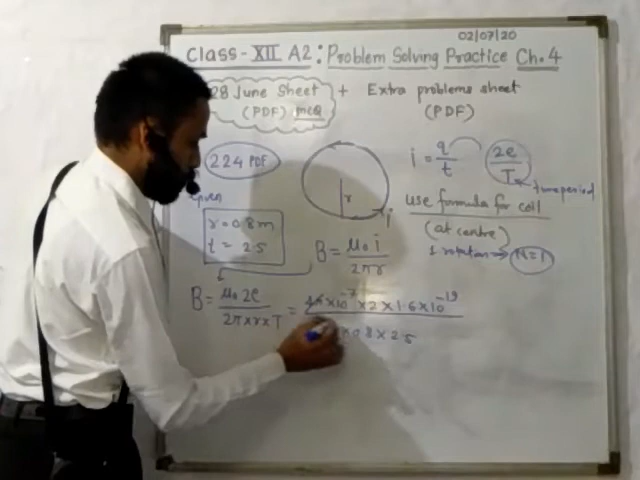 02/07/20
Class-XII A2: Problem Solving Practice Ch. 4
28 June Sheet + Extra problems sheet
(PDF) MCQ (PDF)
224 PDF
i = q/t 2e/T
time period
Given
r = 0.8 m
t = 2 s
r
i
use formula for coil
(at centre)
1 rotation → N=1
B = μ₀ i / 2πr
B = μ₀ 2e / 2π×r×T = 4π×10⁻⁷×2×1.6×10⁻¹⁹
×0.8×2s